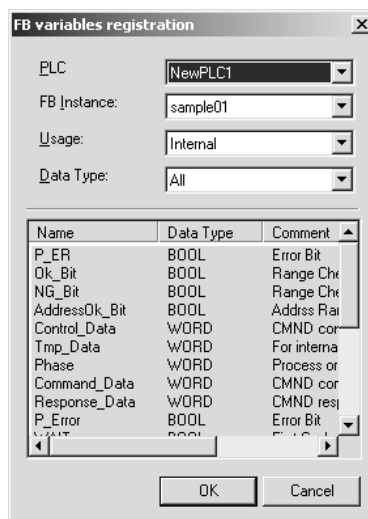 FB variables registration
PLC NewPLC1
FB Instance: sample01
Usage: Internal
Data Type: All
Name Data Type Comment
P_ER BOOL Error Bit
Ok_Bit BOOL Range Che
NG_Bit BOOL Range Che
AddressOk_Bit BOOL Addrss Rar
Control_Data WORD CMND cor
Tmp_Data WORD For interna
Phase WORD Process or
Command_Data WORD CMND cor
Response_Data WORD CMND resp
P_Error BOOL Error Bit
OK Cancel